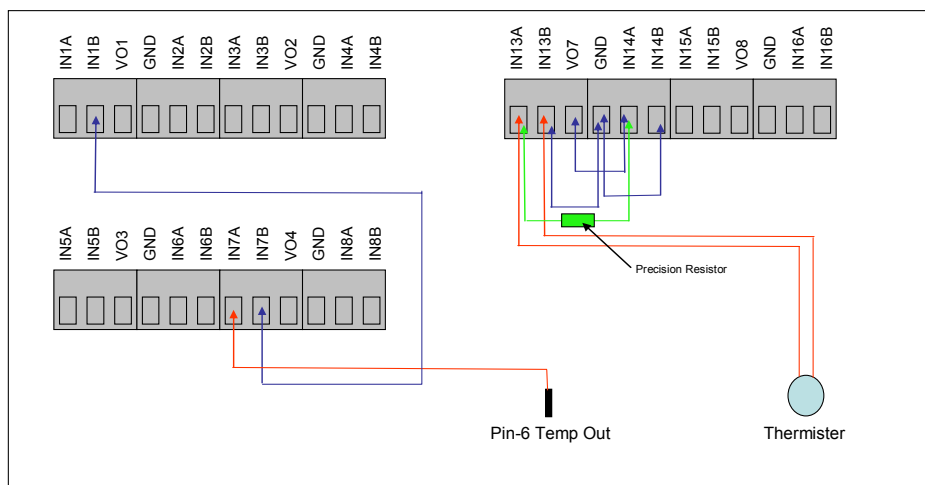 IN1A IN1B VO1 GND IN2A IN2B IN3A IN3B VO2 GND IN4A IN4B
IN13A IN13B VO7 GND IN14A IN14B IN15A IN15B VO8 GND IN16A IN16B
IN5A IN5B VO3 GND IN6A IN6B IN7A IN7B VO4 GND IN8A IN8B
Precision Resistor
Pin-6 Temp Out
Thermister